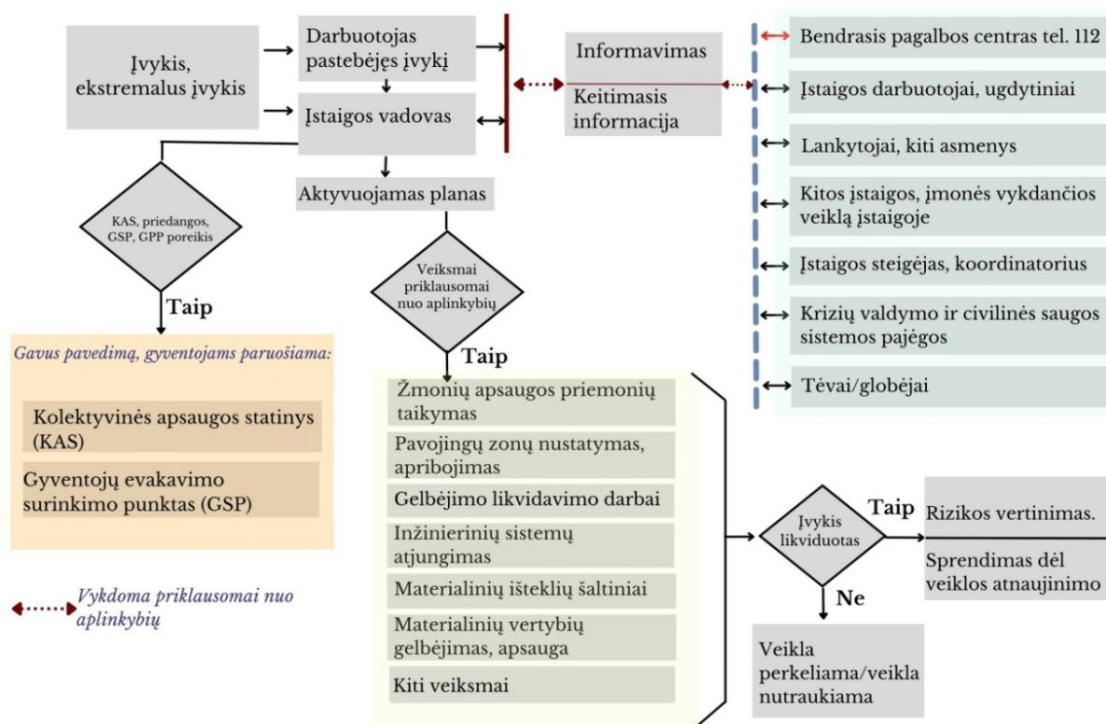 Įvykis,
ekstremalus įvykis
Darbuotojas
pastebėjęs įvykį
Įstaigos vadovas
Aktyvuojamas planas
Informavimas
Keitimasis
informacija
Bendrasis pagalbos centras tel. 112
Įstaigos darbuotojai, ugdytiniai
Lankytojai, kiti asmenys
Kitos įstaigos, įmonės vykdančios
veiklą įstaigoje
Įstaigos steigėjas, koordinatorius
Krizių valdymo ir civilinės saugos
sistemos pajėgos
Tėvai/globėjai
KAS, priedangos,
GSP, GPP poreikis
Taip
Gavus pavedimą, gyventojams paruošiama:
Kolektyvinės apsaugos statinys
(KAS)
Gyventojų evakavimo
surinkimo punktas (GSP)
Vykdoma priklausomai nuo
aplinkybių
Veiksmai
priklausomai
nuo aplinkybių
Taip
Žmonių apsaugos priemonių
taikymas
Pavojingų zonų nustatymas,
apribojimas
Gelbėjimo likvidavimo darbai
Inžinierinių sistemų
atjungimas
Materialinių išteklių šaltiniai
Materialinių vertybių
gelbėjimas, apsauga
Kiti veiksmai
Įvykis
likviduotas
Taip
Rizikos vertinimas.
Sprendimas dėl
veiklos atnaujinimo
Ne
Veikla
perkeliama/veikla
nutraukiama